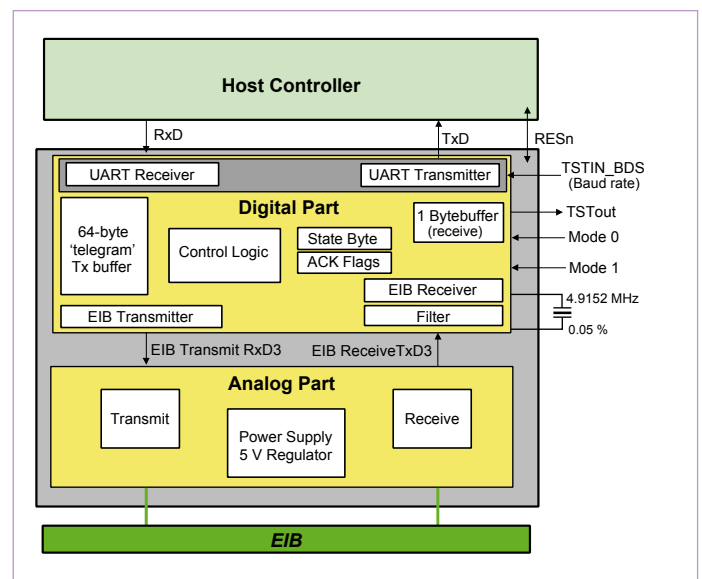 Host Controller
RxD
TxD
RESn
UART Receiver
UART Transmitter
TSTIN_BDS
(Baud rate)
Digital Part
64-byte
‘telegram’
Tx buffer
Control Logic
State Byte
ACK Flags
1 Bytebuffer
(receive)
TSTout
Mode 0
Mode 1
EIB Receiver
4.9152 MHz
EIB Transmitter
Filter
0.05 %
EIB Transmit RxD3
EIB ReceiveTxD3
Analog Part
Transmit
Power Supply
5 V Regulator
Receive
EIB